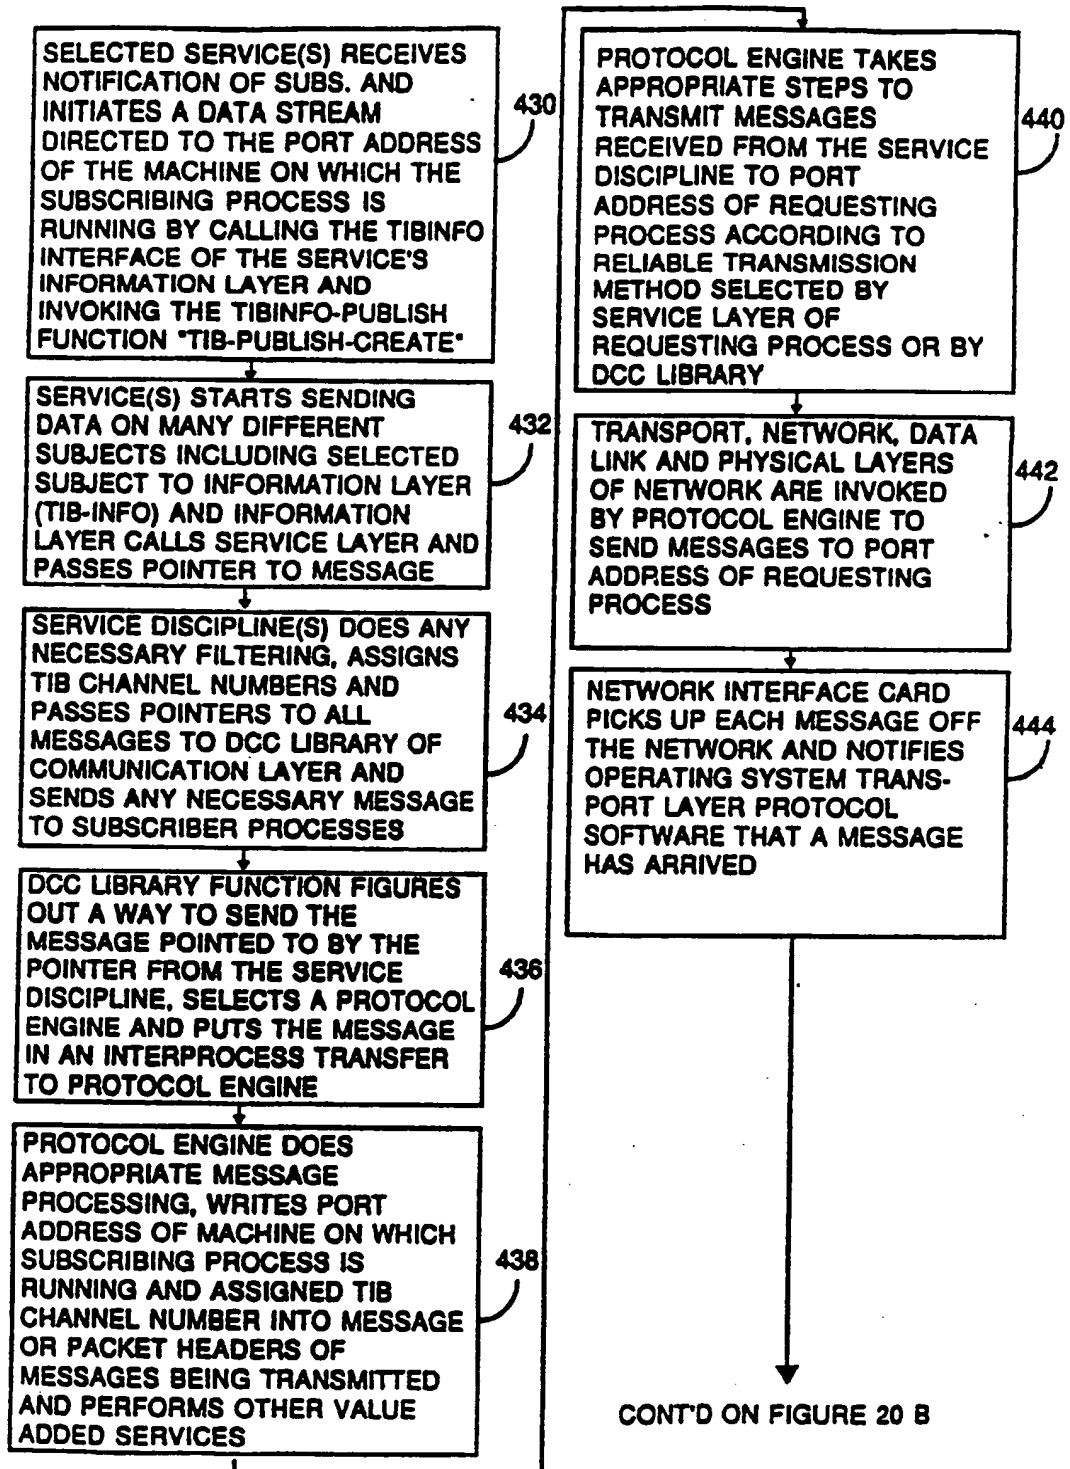 SELECTED SERVICE(S) RECEIVES
NOTIFICATION OF SUBS. AND
INITIATES A DATA STREAM
DIRECTED TO THE PORT ADDRESS
OF THE MACHINE ON WHICH THE
SUBSCRIBING PROCESS IS
RUNNING BY CALLING THE TIBINFO
INTERFACE OF THE SERVICE'S
INFORMATION LAYER AND
INVOKING THE TIBINFO-PUBLISH
FUNCTION "TIB-PUBLISH-CREATE"
430
SERVICE(S) STARTS SENDING
DATA ON MANY DIFFERENT
SUBJECTS INCLUDING SELECTED
SUBJECT TO INFORMATION LAYER
(TIB-INFO) AND INFORMATION
LAYER CALLS SERVICE LAYER AND
PASSES POINTER TO MESSAGE
432
SERVICE DISCIPLINE(S) DOES ANY
NECESSARY FILTERING, ASSIGNS
TIB CHANNEL NUMBERS AND
PASSES POINTERS TO ALL
MESSAGES TO DCC LIBRARY OF
COMMUNICATION LAYER AND
SENDS ANY NECESSARY MESSAGE
TO SUBSCRIBER PROCESSES
434
DCC LIBRARY FUNCTION FIGURES
OUT A WAY TO SEND THE
MESSAGE POINTED TO BY THE
POINTER FROM THE SERVICE
DISCIPLINE, SELECTS A PROTOCOL
ENGINE AND PUTS THE MESSAGE
IN AN INTERPROCESS TRANSFER
TO PROTOCOL ENGINE
436
PROTOCOL ENGINE DOES
APPROPRIATE MESSAGE
PROCESSING, WRITES PORT
ADDRESS OF MACHINE ON WHICH
SUBSCRIBING PROCESS IS
RUNNING AND ASSIGNED TIB
CHANNEL NUMBER INTO MESSAGE
OR PACKET HEADERS OF
MESSAGES BEING TRANSMITTED
AND PERFORMS OTHER VALUE
ADDED SERVICES
438
PROTOCOL ENGINE TAKES
APPROPRIATE STEPS TO
TRANSMIT MESSAGES
RECEIVED FROM THE SERVICE
DISCIPLINE TO PORT
ADDRESS OF REQUESTING
PROCESS ACCORDING TO
RELIABLE TRANSMISSION
METHOD SELECTED BY
SERVICE LAYER OF
REQUESTING PROCESS OR BY
DCC LIBRARY
440
TRANSPORT, NETWORK, DATA
LINK AND PHYSICAL LAYERS
OF NETWORK ARE INVOKED
BY PROTOCOL ENGINE TO
SEND MESSAGES TO PORT
ADDRESS OF REQUESTING
PROCESS
442
NETWORK INTERFACE CARD
PICKS UP EACH MESSAGE OFF
THE NETWORK AND NOTIFIES
OPERATING SYSTEM TRANS-
PORT LAYER PROTOCOL
SOFTWARE THAT A MESSAGE
HAS ARRIVED
444
CONT'D ON FIGURE 20 B